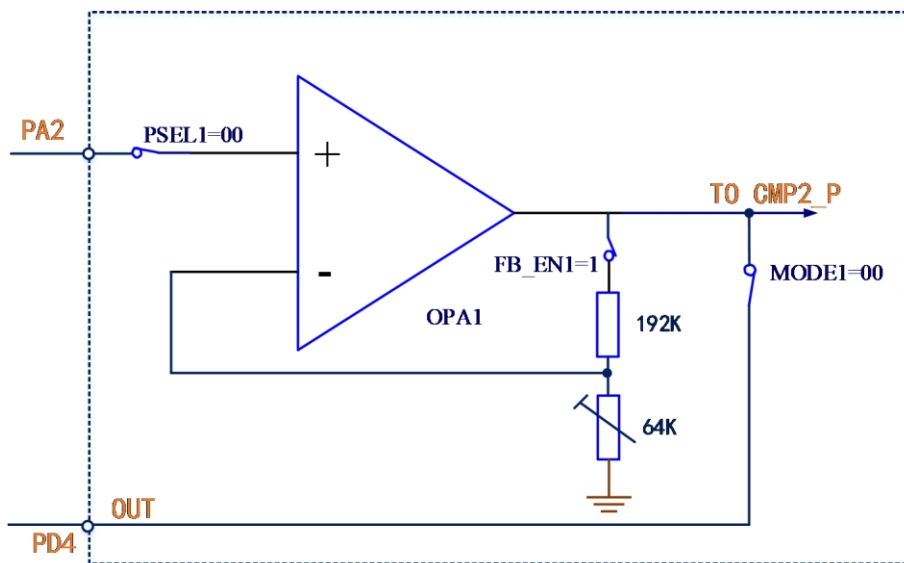 PA2
PSEL1=00
+
TO CMP2_P
-
FB_EN1=1
MODE1=00
OPA1
192K
64K
OUT
PD4